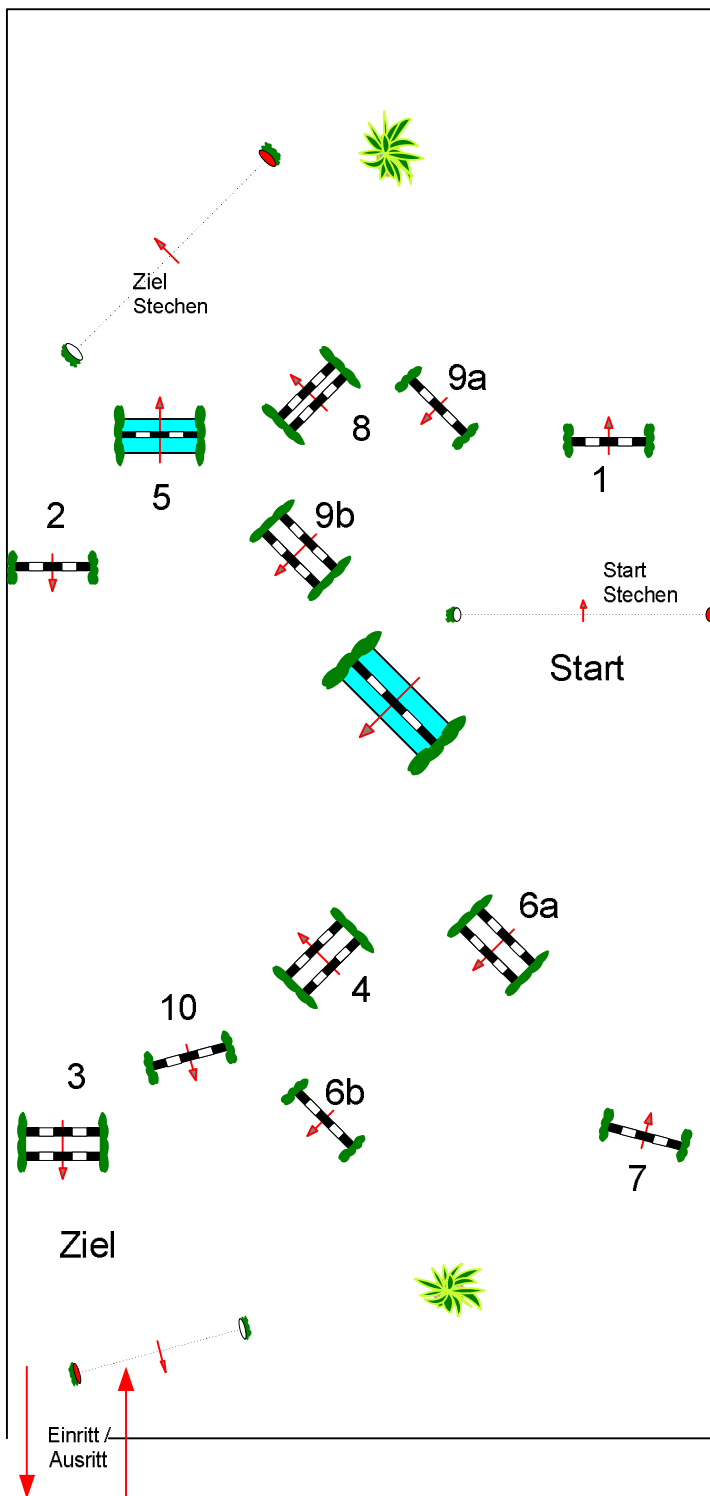 Ziel
Stechen
9a
8
1
5
2
9b
Start
Stechen
Start
6a
4
10
3
6b
7
Ziel
Einritt /
Ausritt